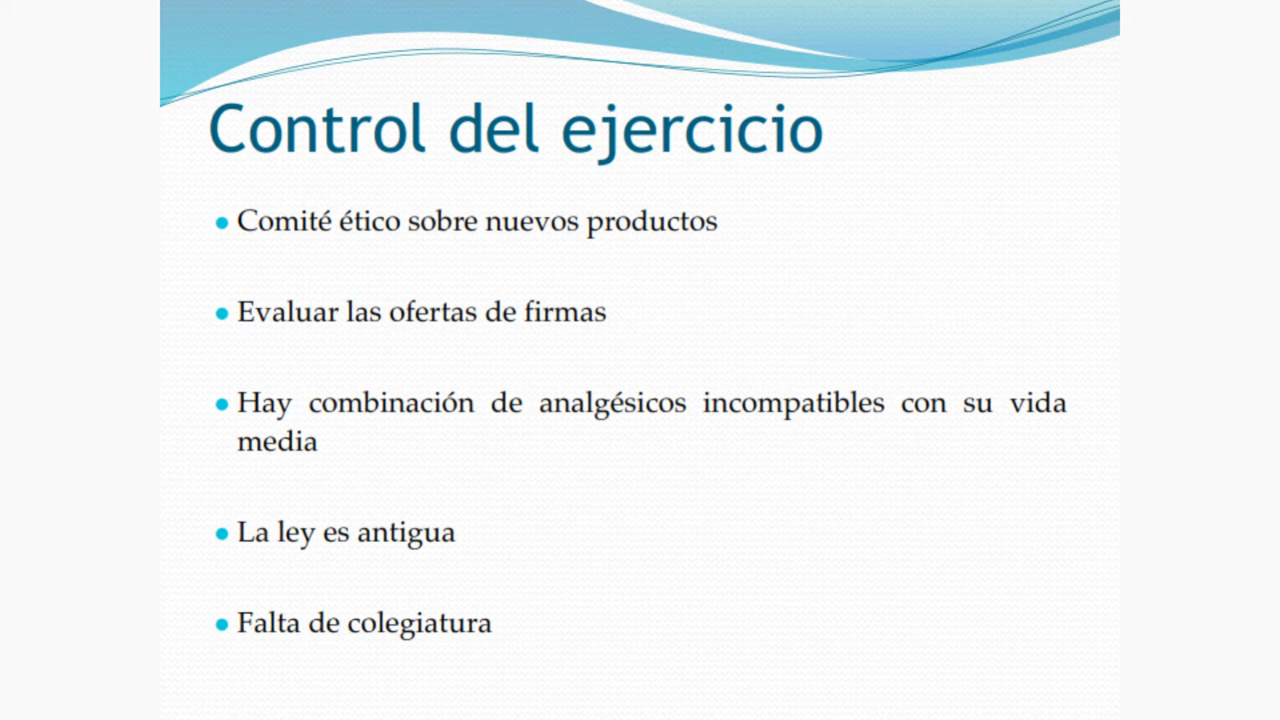 Control del ejercicio
Comité ético sobre nuevos productos
Evaluar las ofertas de firmas
Hay combinación de analgésicos incompatibles con su vida
media
La ley es antigua
Falta de colegiatura